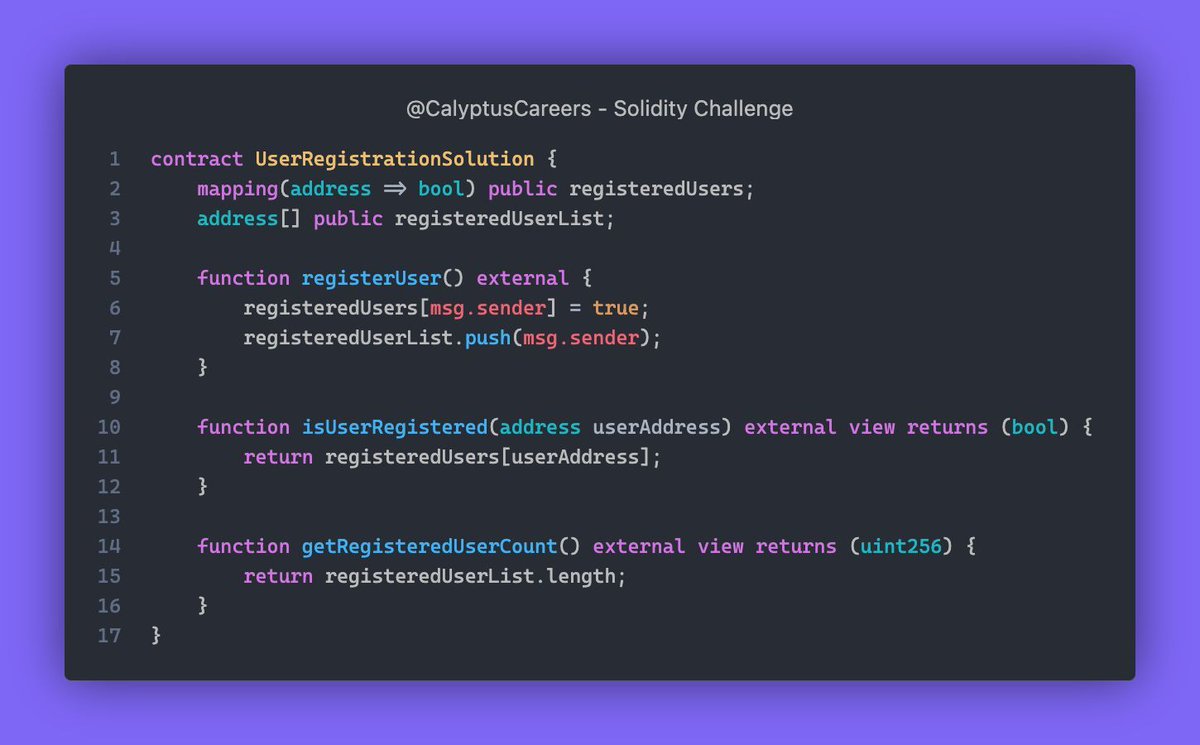 @CalyptusCareers - Solidity Challenge
1 contract UserRegistrationSolution {
2     mapping(address => bool) public registeredUsers;
3     address[] public registeredUserList;
4
5     function registerUser() external {
6         registeredUsers[msg.sender] = true;
7         registeredUserList.push(msg.sender);
8     }
9
10     function isUserRegistered(address userAddress) external view returns (bool) {
11         return registeredUsers[userAddress];
12     }
13
14     function getRegisteredUserCount() external view returns (uint256) {
15         return registeredUserList.length;
16     }
17 }